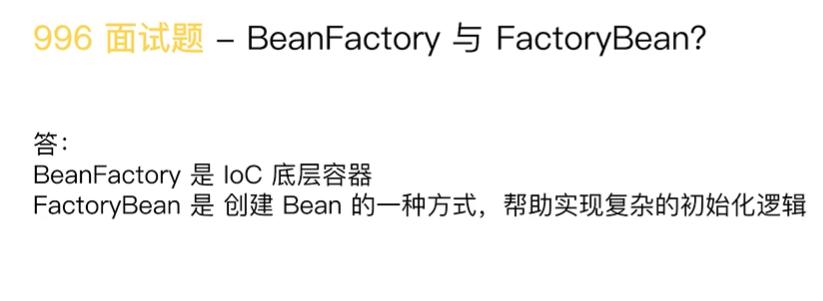 996 面试题 – BeanFactory 与 FactoryBean?
答：
BeanFactory 是 IoC 底层容器
FactoryBean 是 创建 Bean 的一种方式，帮助实现复杂的初始化逻辑